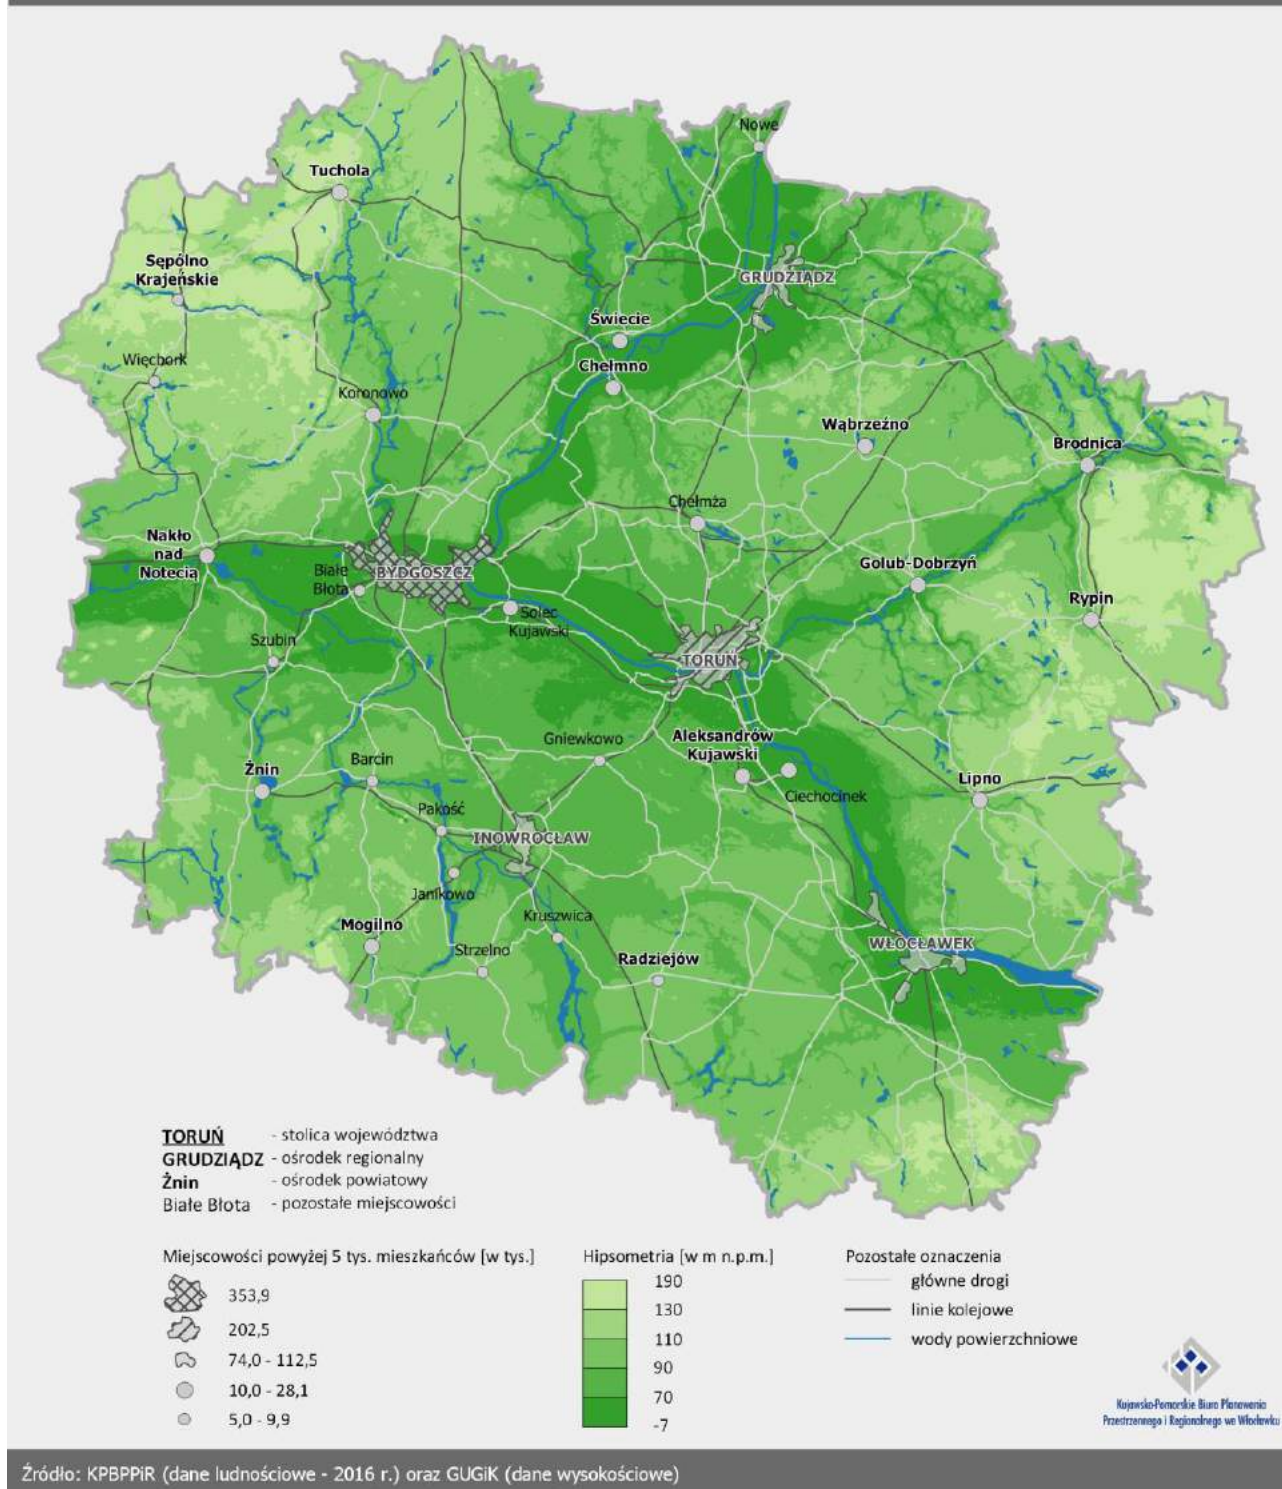 Nowe
Tuchola
Sępólno
Krajeńskie
GRUDZIĄDZ
Świecie
Więcbork
Chełmno
Koronowo
Wąbrzeźno
Brodnica
Chełmża
Nakło
nad
Notecią
Białe
Błota
BYDGOSZCZ
Golub-Dobrzyń
Rypin
Solec
Kujawski
Szubin
TORUŃ
Gniewkowo
Aleksandrów
Kujawski
Żnin
Barcin
Lipno
Ciechocinek
Pakość
INOWROCŁAW
Janikowo
Kruszwica
Mogilno
Strzelno
WŁOCŁAWEK
Radziejów
TORUŃ - stolica województwa
GRUDZIĄDZ - ośrodek regionalny
Żnin - ośrodek powiatowy
Białe Błota - pozostałe miejscowości
Miejscowości powyżej 5 tys. mieszkańców [w tys.]
353,9
202,5
74,0 - 112,5
10,0 - 28,1
5,0 - 9,9
Hipsometria [w m n.p.m.]
190
130
110
90
70
-7
Pozostałe oznaczenia
główne drogi
linie kolejowe
wody powierzchniowe
Kujawsko-Pomorskie Biuro Planowania
Przestrzennego i Regionalnego we Włocławku
Źródło: KPBPPiR (dane ludnościowe - 2016 r.) oraz GUGiK (dane wysokościowe)